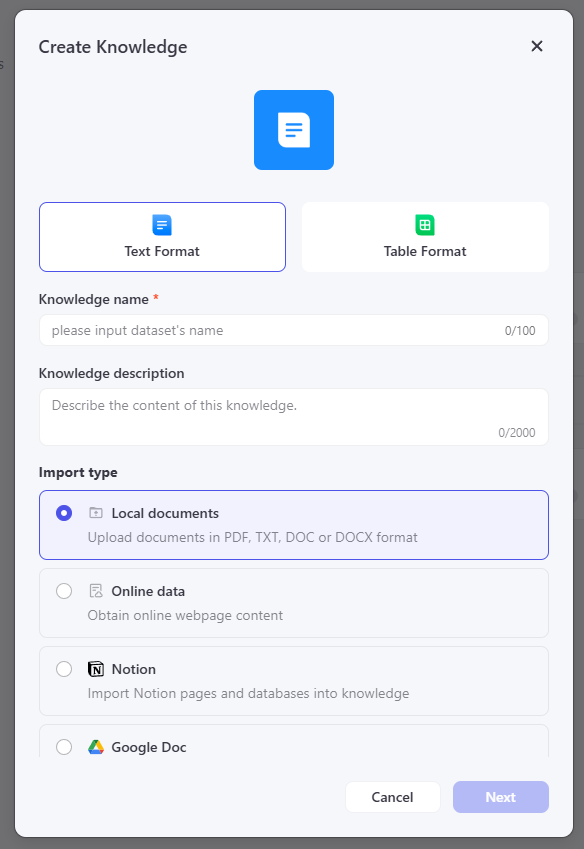 Create Knowledge
Text Format
Table Format
Knowledge name *
please input dataset's name
0/100
Knowledge description
Describe the content of this knowledge.
0/2000
Import type
Local documents
Upload documents in PDF, TXT, DOC or DOCX format
Online data
Obtain online webpage content
Notion
Import Notion pages and databases into knowledge
Google Doc
Cancel
Next